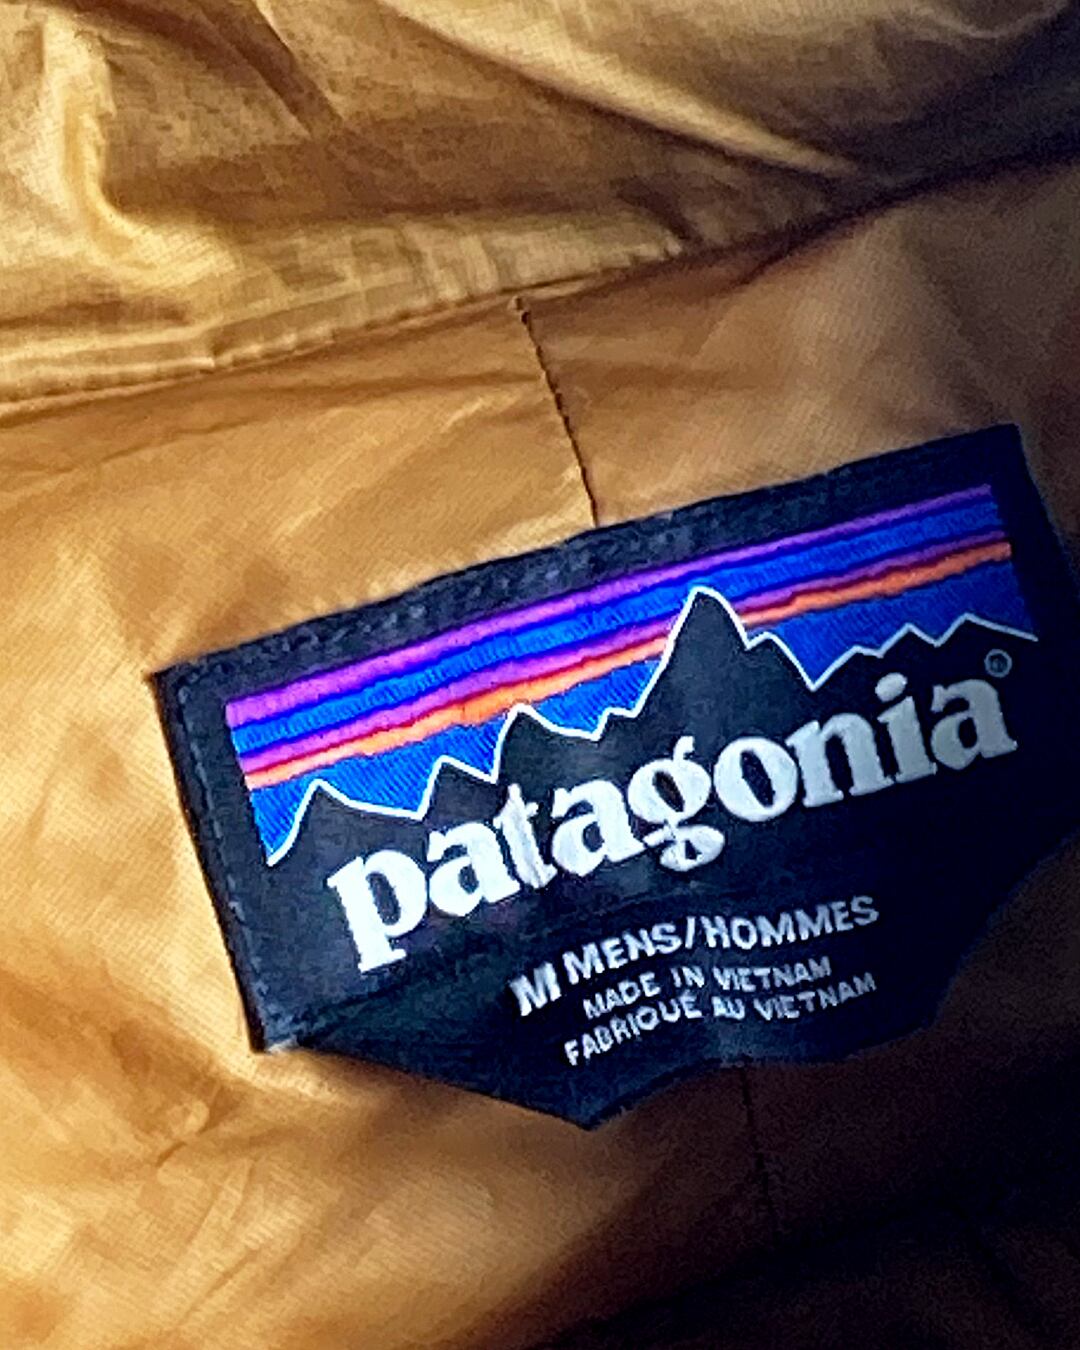 patagonia®
M MENS/HOMMES
MADE IN VIETNAM
FABRIQUÉ AU VIETNAM